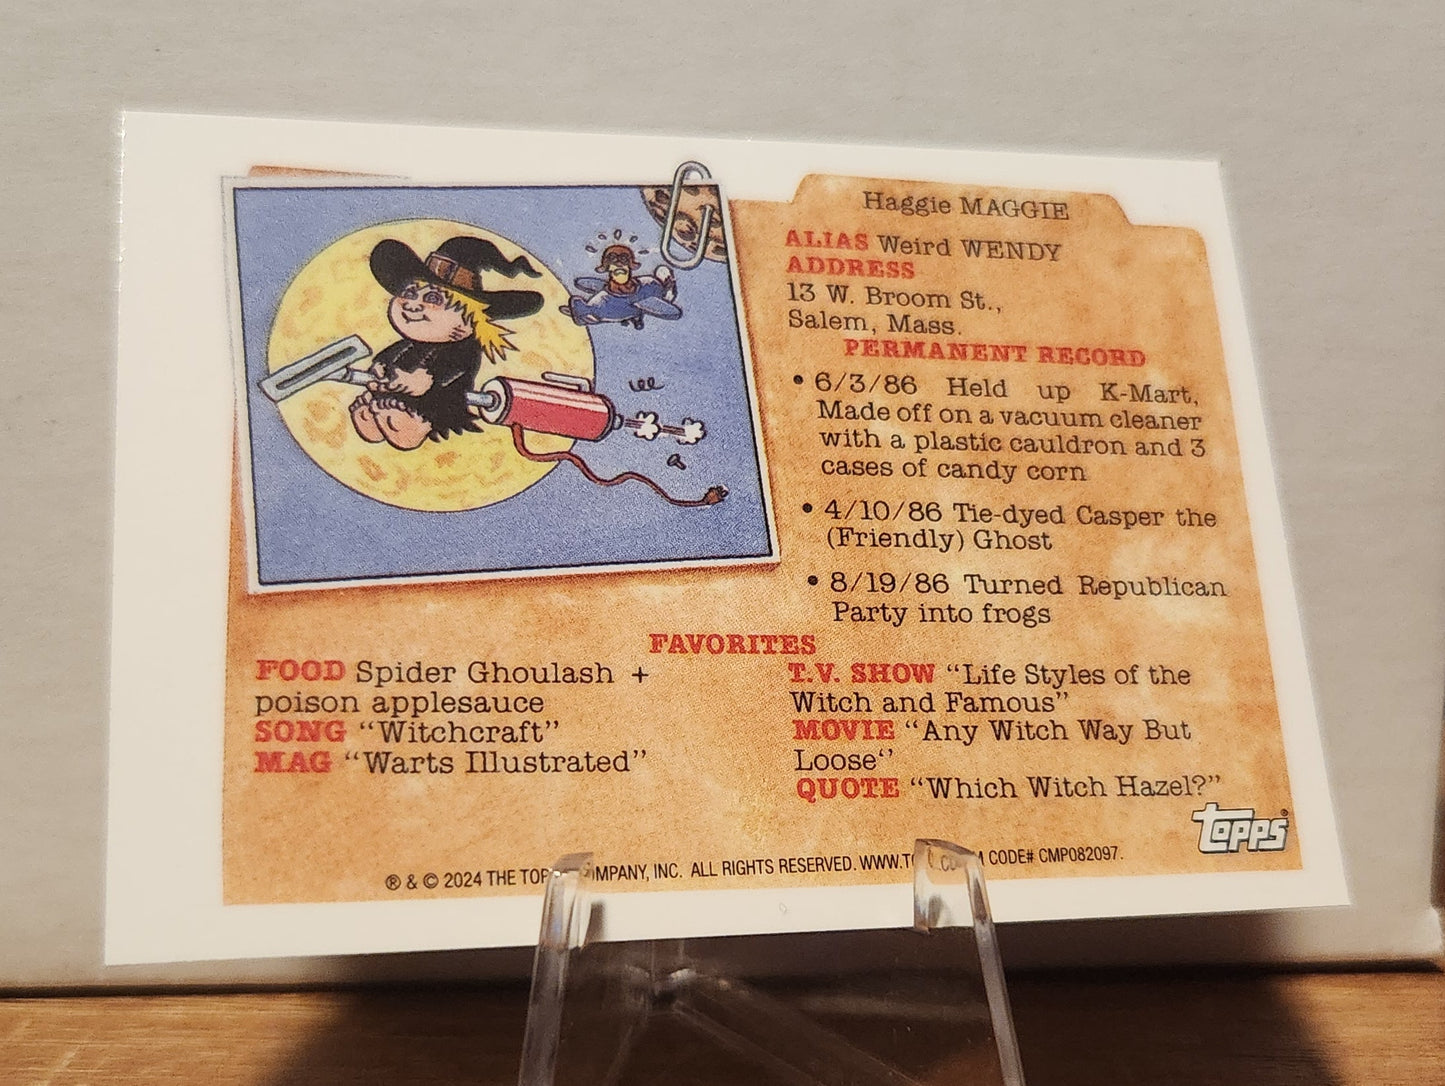 Haggie MAGGIE
ALIAS Weird WENDY
ADDRESS
13 W. Broom St.,
Salem, Mass.
PERMANENT RECORD
• 6/3/86 Held up K-Mart,
Made off on a vacuum cleaner
with a plastic cauldron and 3
cases of candy corn
• 4/10/86 Tie-dyed Casper the
(Friendly) Ghost
• 8/19/86 Turned Republican
Party into frogs
FAVORITES
FOOD Spider Ghoulash +
poison applesauce
SONG "Witchcraft"
MAG "Warts Illustrated"
T.V. SHOW "Life Styles of the
Witch and Famous"
MOVIE "Any Witch Way But
Loose‘’
QUOTE "Which Witch Hazel?"
Topps®
® & © 2024 THE COMPANY, INC. ALL RIGHTS RESERVED. CODE# CMP082097.